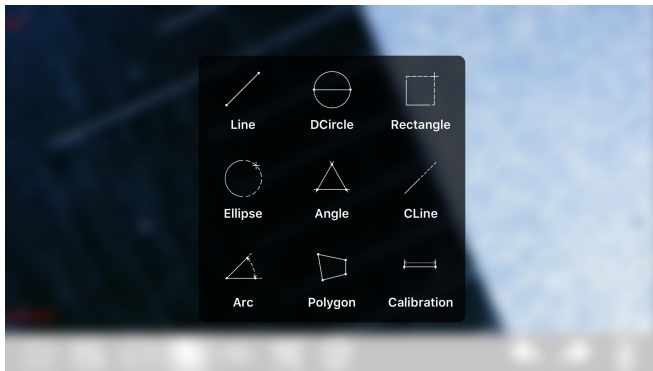 Line
DCircle
Rectangle
Ellipse
Angle
CLine
Arc
Polygon
Calibration